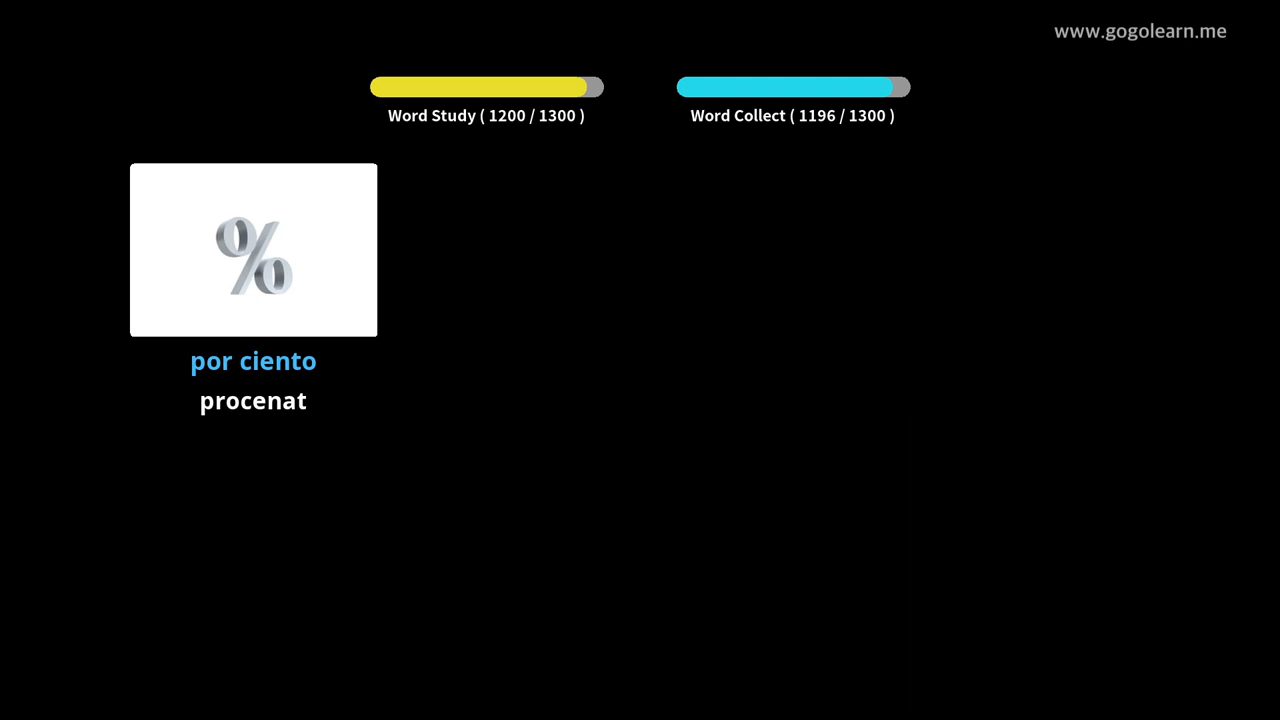 www.gogolearn.me
Word Study ( 1200 / 1300 )
Word Collect ( 1196 / 1300 )
%
por ciento
procenat